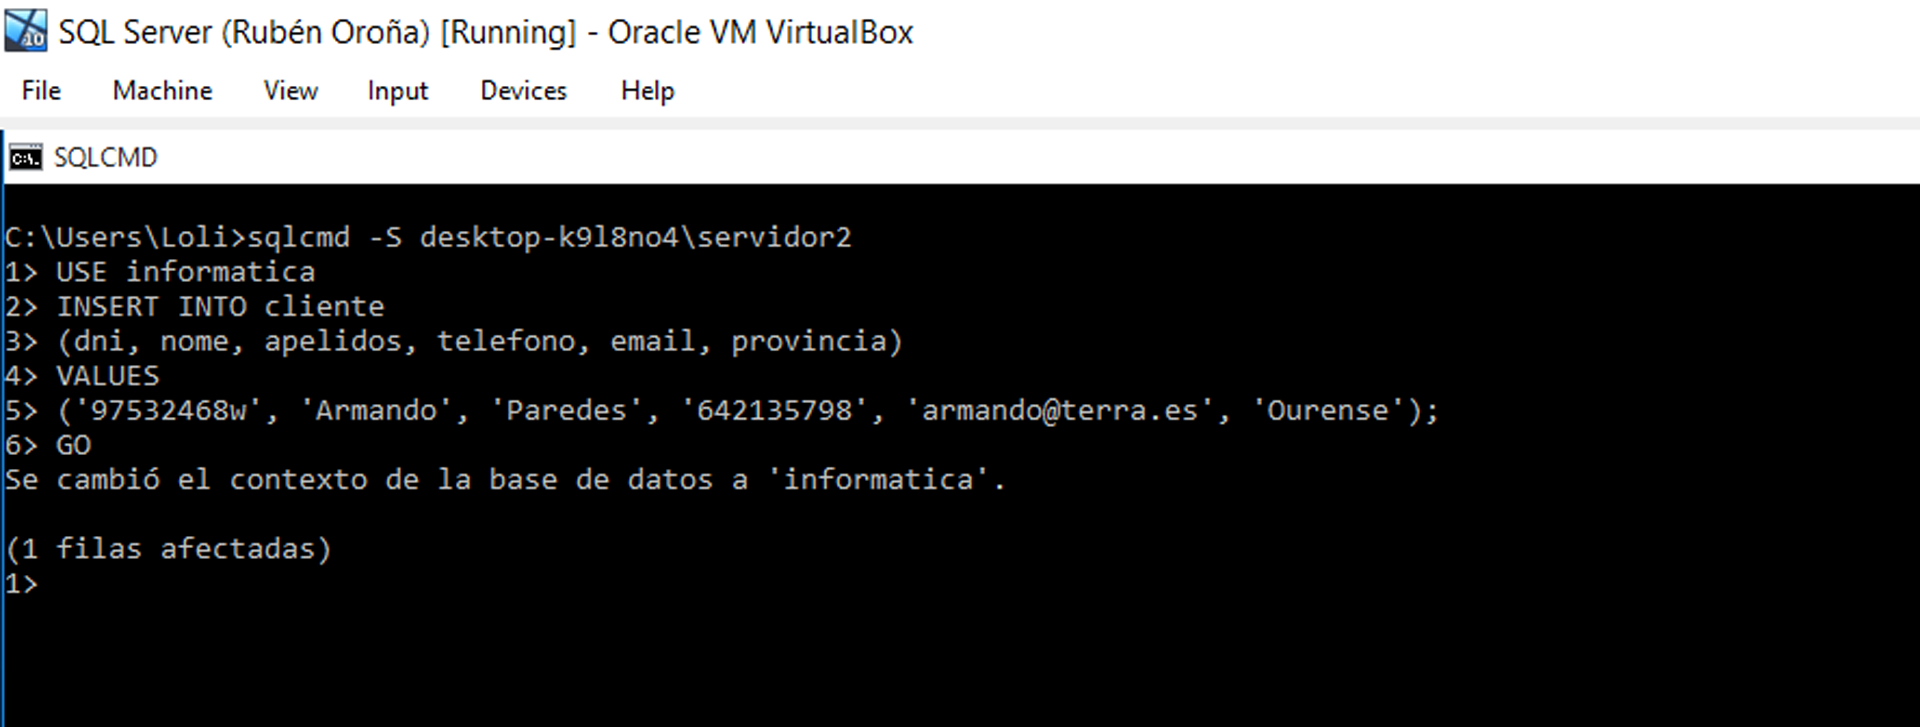 SQL Server (Rubén Oroña) [Running] - Oracle VM VirtualBox
File Machine View Input Devices Help
SQLCMD
C:\Users\Loli>sqlcmd -S desktop-k9l8no4\servidor2
1> USE informatica
2> INSERT INTO cliente
3> (dni, nome, apelidos, telefono, email, provincia)
4> VALUES
5> ('97532468w', 'Armando', 'Paredes', '642135798', 'armando@terra.es', 'Ourense');
6> GO
Se cambió el contexto de la base de datos a 'informatica'.
(1 filas afectadas)
1>